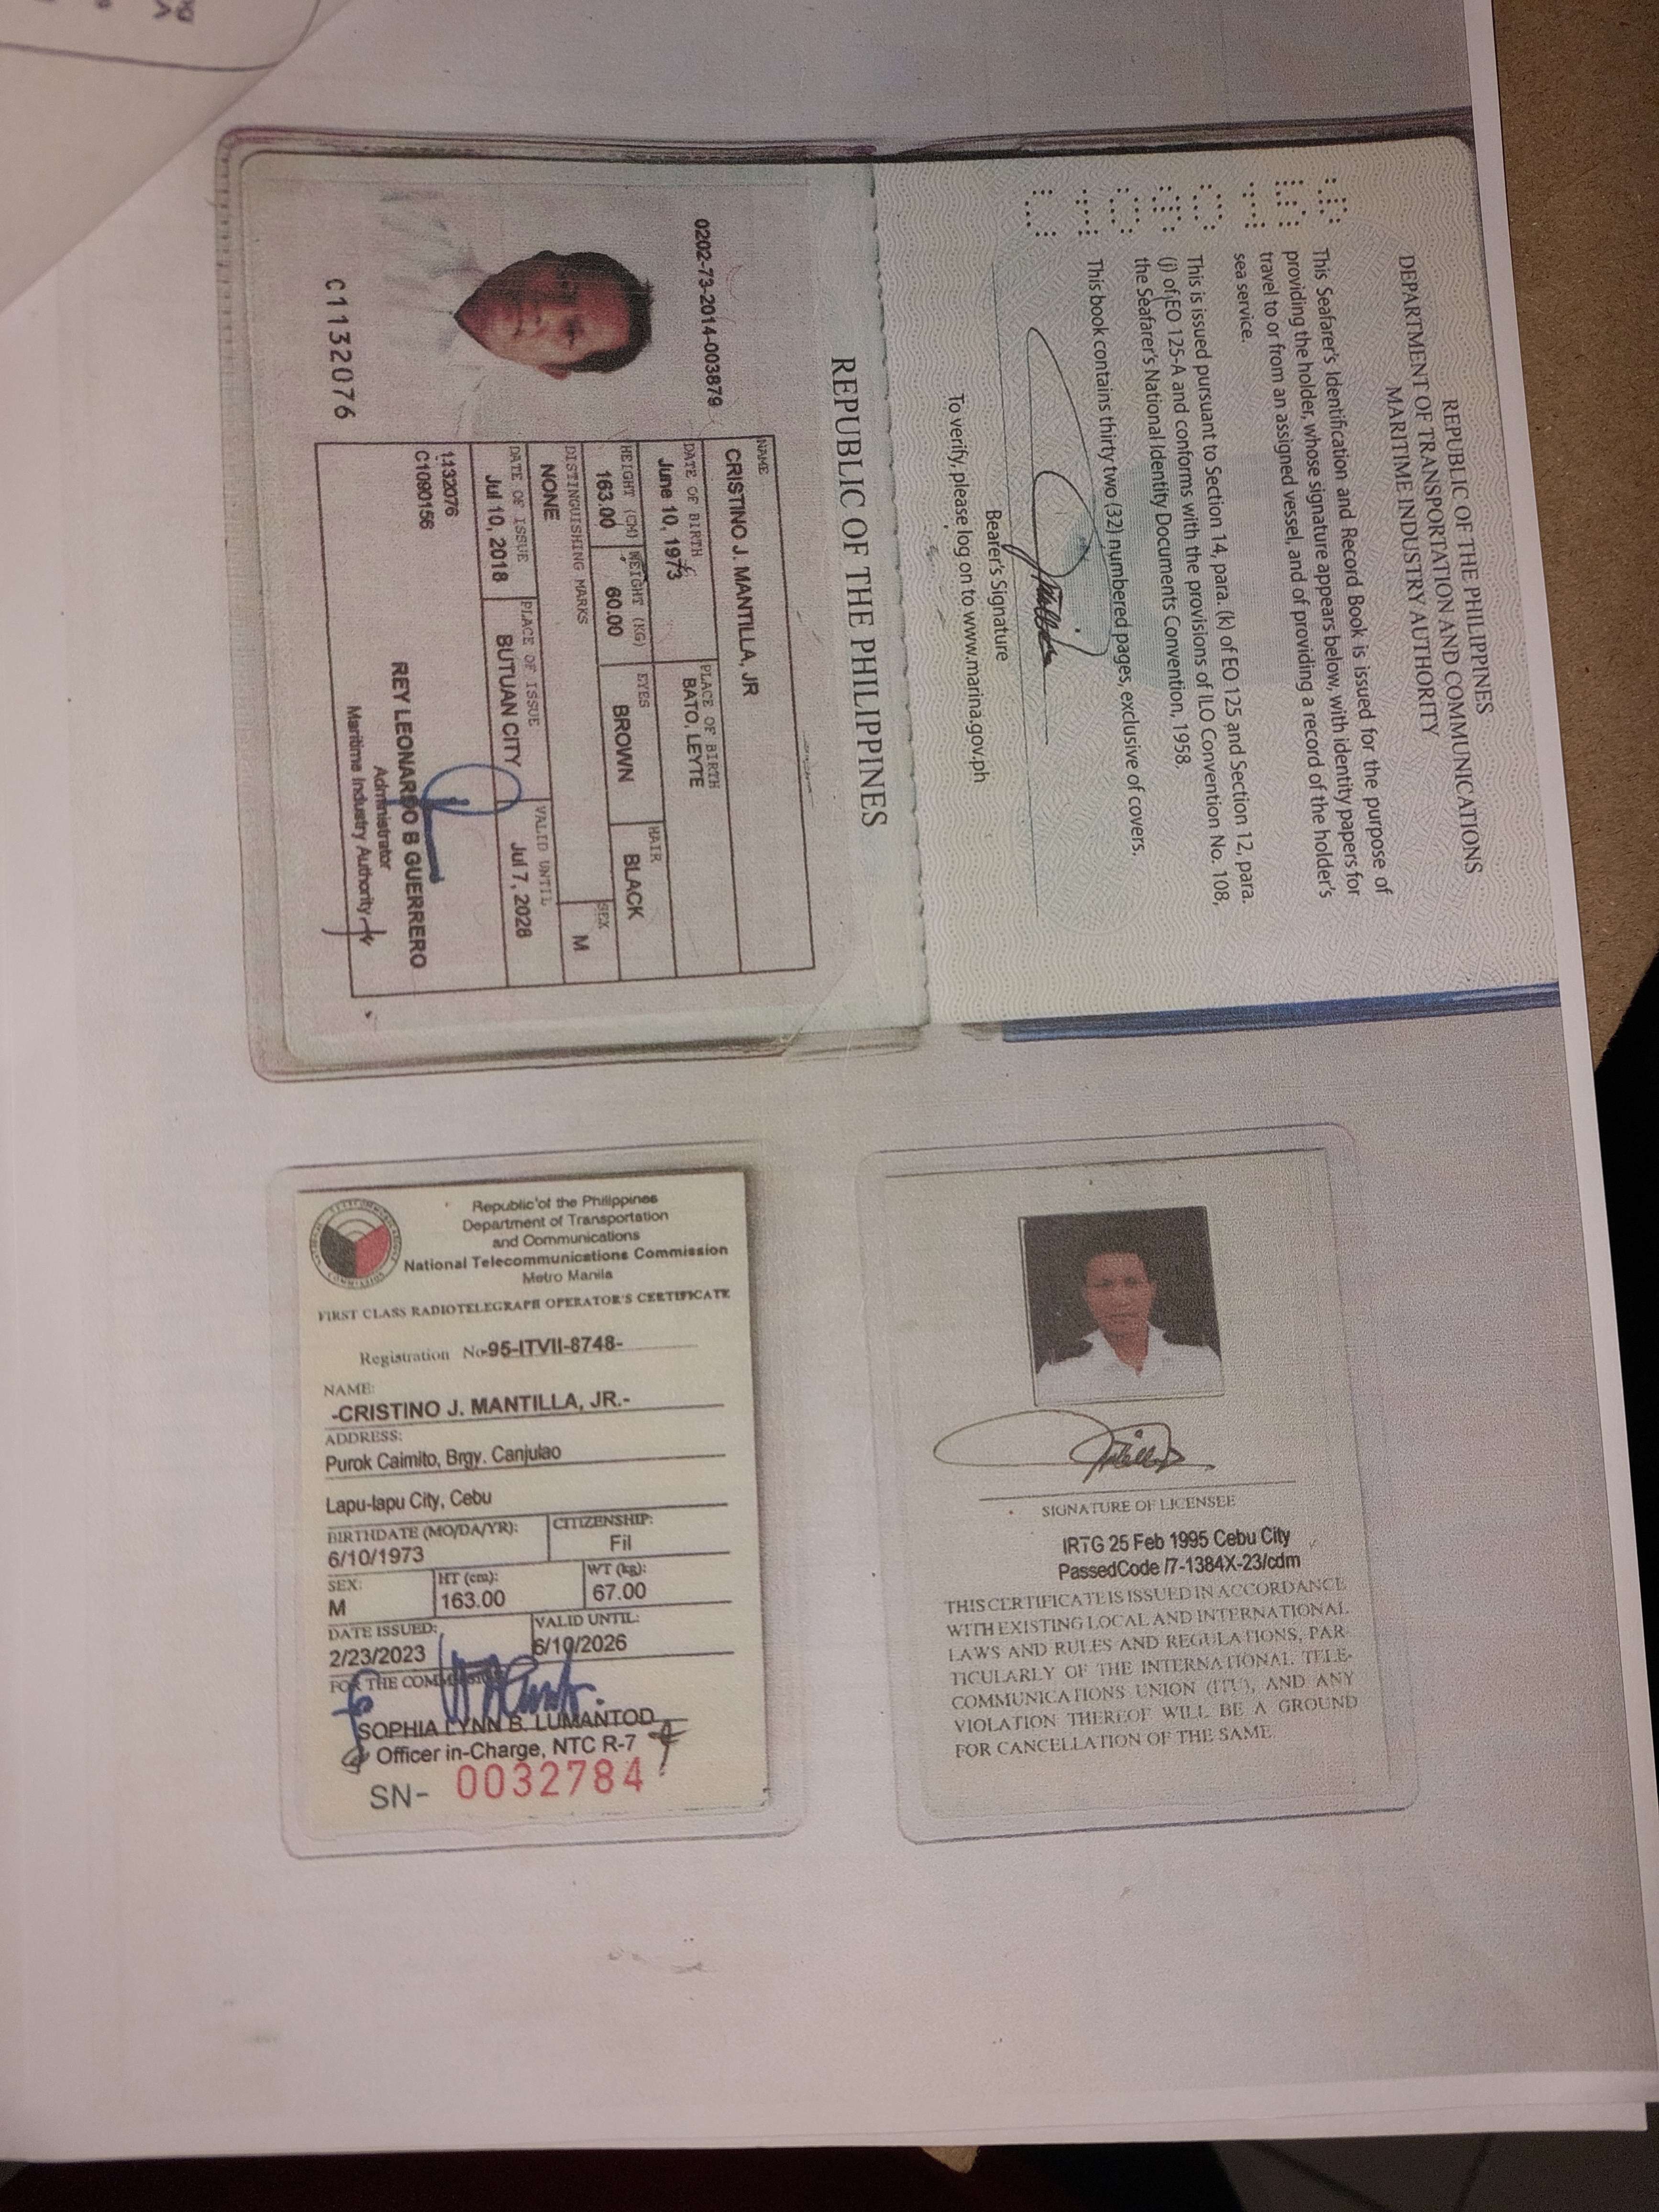 REPUBLIC OF THE PHILIPPINES
DEPARTMENT OF TRANSPORTATION AND COMMUNICATIONS
MARITIME INDUSTRY AUTHORITY
This Seafarer's Identification and Record Book is issued for the purpose of
providing the holder, whose signature appears below, with identity papers for
travel to or from an assigned vessel, and of providing a record of the holder's
sea service.
This is issued pursuant to Section 14, para. (k) of EO 125 and Section 12, para.
(j) of EO 125-A and conforms with the provisions of ILO Convention No. 108,
the Seafarer's National Identity Documents Convention, 1958.
This book contains thirty two (32) numbered pages, exclusive of covers.
Bearer's Signature
To verify, please log on to www.marina.gov.ph
REPUBLIC OF THE PHILIPPINES
0202-73-2014-003879
C1132076
NAME
CRISTINO J. MANTILLA, JR
DATE OF BIRTH
June 10, 1973
PLACE OF BIRTH
BATO, LEYTE
HEIGHT (CM)
163.00
WEIGHT (KG)
60.00
EYES
BROWN
HAIR
BLACK
DISTINGUISHING MARKS
NONE
SEX
M
DATE OF ISSUE
Jul 10, 2018
PLACE OF ISSUE
BUTUAN CITY
VALID UNTIL
Jul 7, 2028
1132076
C1090156
REY LEONARDO B GUERRERO
Administrator
Maritime Industry Authority
Republic of the Philippines
Department of Transportation
and Communications
National Telecommunications Commission
Metro Manila
FIRST CLASS RADIOTELEGRAPH OPERATOR'S CERTIFICATE
Registration No-95-ITVII-8748-
NAME:
-CRISTINO J. MANTILLA, JR.-
ADDRESS:
Purok Caimito, Brgy. Canjulao
Lapu-lapu City, Cebu
BIRTHDATE (MO/DA/YR):
6/10/1973
CITIZENSHIP:
Fil
SEX:
M
HT (cm):
163.00
WT (kg):
67.00
DATE ISSUED:
2/23/2023
VALID UNTIL:
6/10/2026
FOR THE COMMISSION
SOPHIA LYNN B. LUMANTOD
Officer in-Charge, NTC R-7
SN- 0032784
SIGNATURE OF LICENSEE
IRTG 25 Feb 1995 Cebu City
PassedCode /7-1384X-23/cdm
THIS CERTIFICATE IS ISSUED IN ACCORDANCE
WITH EXISTING LOCAL AND INTERNATIONAL
LAWS AND RULES AND REGULATIONS, PAR-
TICULARLY OF THE INTERNATIONAL TELE-
COMMUNICATIONS UNION (ITU), AND ANY
VIOLATION THEREOF WILL BE A GROUND
FOR CANCELLATION OF THE SAME.